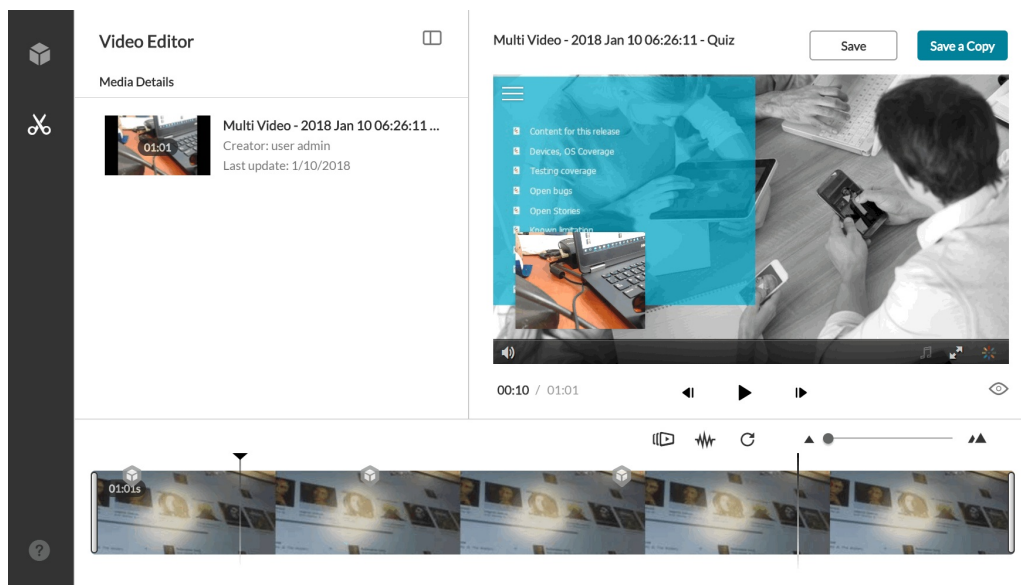 Video Editor
Media Details
01:01
Multi Video - 2018 Jan 10 06:26:11 ...
Creator: user admin
Last update: 1/10/2018
Multi Video - 2018 Jan 10 06:26:11 - Quiz
Save
Save a Copy
Content for this release
Devices, OS Coverage
Testing coverage
Open bugs
Open Stories
Known limitation
00:10 / 01:01
01:01s
?